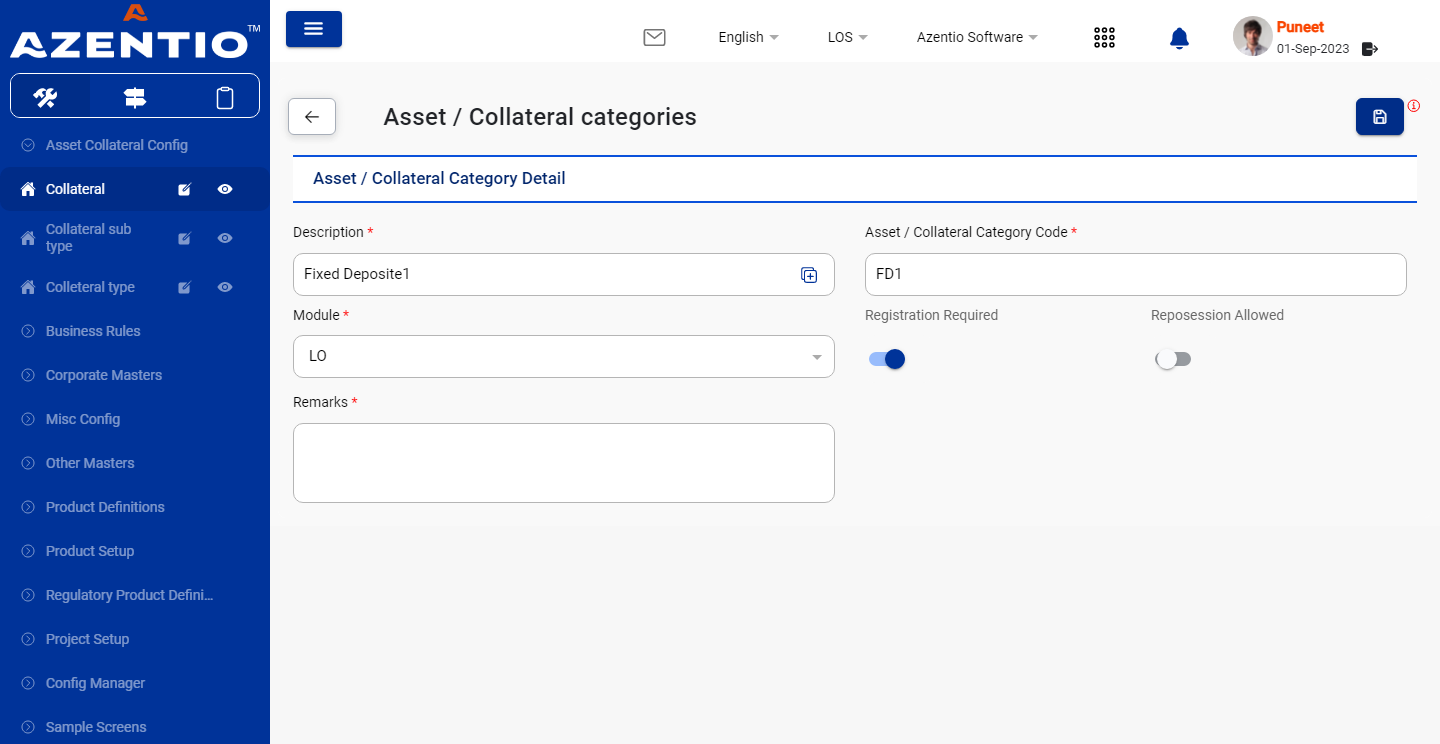 AZENTIO TM
Asset Collateral Config
Collateral
Collateral sub
type
Colleteral type
Business Rules
Corporate Masters
Misc Config
Other Masters
Product Definitions
Product Setup
Regulatory Product Defini...
Project Setup
Config Manager
Sample Screens
English
LOS
Azentio Software
Puneet
01-Sep-2023
Asset / Collateral categories
Asset / Collateral Category Detail
Description *
Asset / Collateral Category Code *
Fixed Deposite1
FD1
Module *
Registration Required
Reposession Allowed
LO
Remarks *